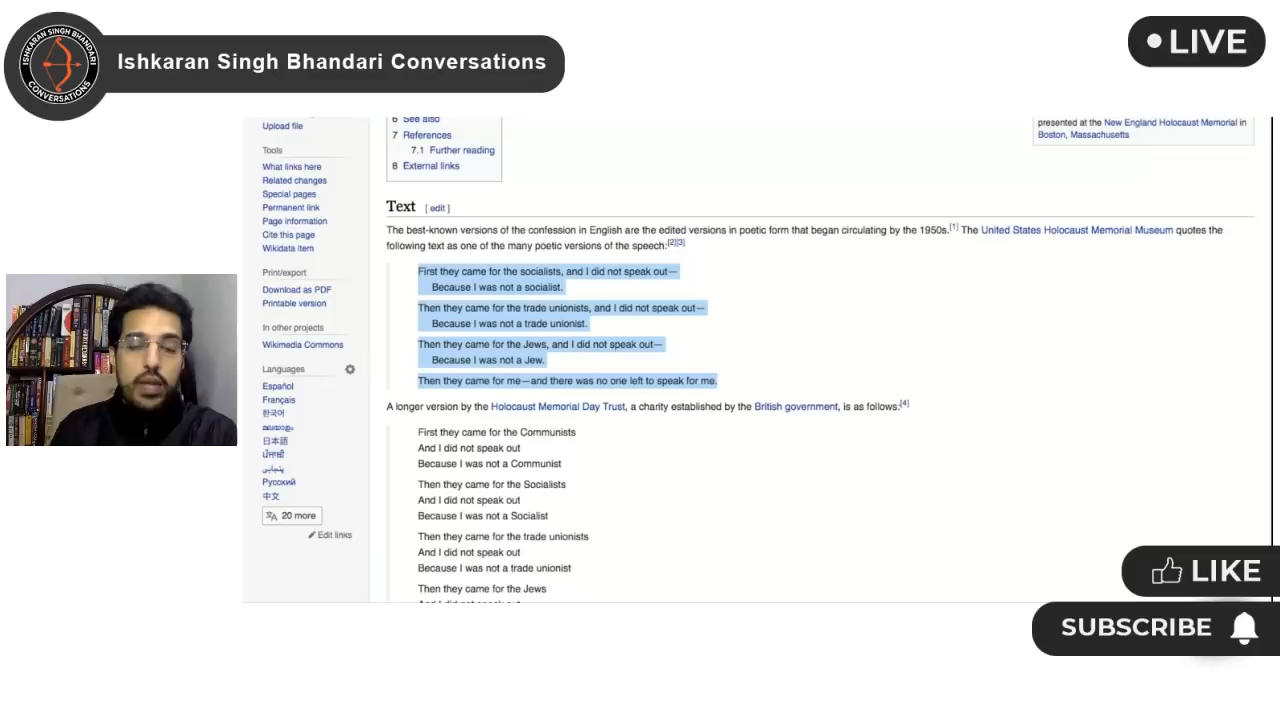 ISHKARAN SINGH BHANDARI
CONVERSATIONS
Ishkaran Singh Bhandari Conversations
LIVE
Upload file
Tools
What links here
Related changes
Special pages
Permanent link
Page information
Cite this page
Wikidata item
Print/export
Download as PDF
Printable version
In other projects
Wikimedia Commons
Languages
Español
Français
한국어
മലയാളം
日本語
ਪੰਜਾਬੀ
پنجابی
Русский
中文
20 more
Edit links
6 See also
7 References
7.1 Further reading
8 External links
presented at the New England Holocaust Memorial in
Boston, Massachusetts
Text [ edit ]
The best-known versions of the confession in English are the edited versions in poetic form that began circulating by the 1950s.[1] The United States Holocaust Memorial Museum quotes the
following text as one of the many poetic versions of the speech:[2][3]
First they came for the socialists, and I did not speak out—
Because I was not a socialist.
Then they came for the trade unionists, and I did not speak out—
Because I was not a trade unionist.
Then they came for the Jews, and I did not speak out—
Because I was not a Jew.
Then they came for me—and there was no one left to speak for me.
A longer version by the Holocaust Memorial Day Trust, a charity established by the British government, is as follows:[4]
First they came for the Communists
And I did not speak out
Because I was not a Communist
Then they came for the Socialists
And I did not speak out
Because I was not a Socialist
Then they came for the trade unionists
And I did not speak out
Because I was not a trade unionist
Then they came for the Jews
And I did not speak out
LIKE
SUBSCRIBE